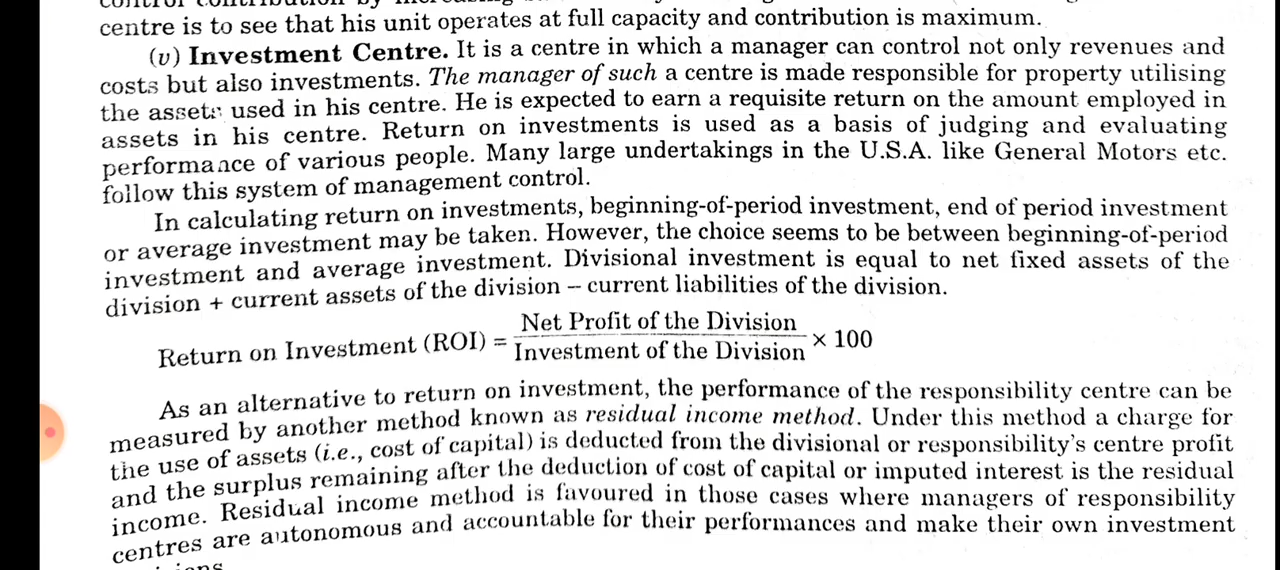 centre is to see that his unit operates at full capacity and contribution is maximum.
(v) Investment Centre. It is a centre in which a manager can control not only revenues and
costs but also investments. The manager of such a centre is made responsible for property utilising
the assets used in his centre. He is expected to earn a requisite return on the amount employed in
assets in his centre. Return on investments is used as a basis of judging and evaluating
performance of various people. Many large undertakings in the U.S.A. like General Motors etc.
follow this system of management control.
In calculating return on investments, beginning-of-period investment, end of period investment
or average investment may be taken. However, the choice seems to be between beginning-of-period
investment and average investment. Divisional investment is equal to net fixed assets of the
division + current assets of the division – current liabilities of the division.
Return on Investment (ROI) = Net Profit of the Division / Investment of the Division × 100
As an alternative to return on investment, the performance of the responsibility centre can be
measured by another method known as residual income method. Under this method a charge for
the use of assets (i.e., cost of capital) is deducted from the divisional or responsibility's centre profit
and the surplus remaining after the deduction of cost of capital or imputed interest is the residual
income. Residual income method is favoured in those cases where managers of responsibility
centres are autonomous and accountable for their performances and make their own investment